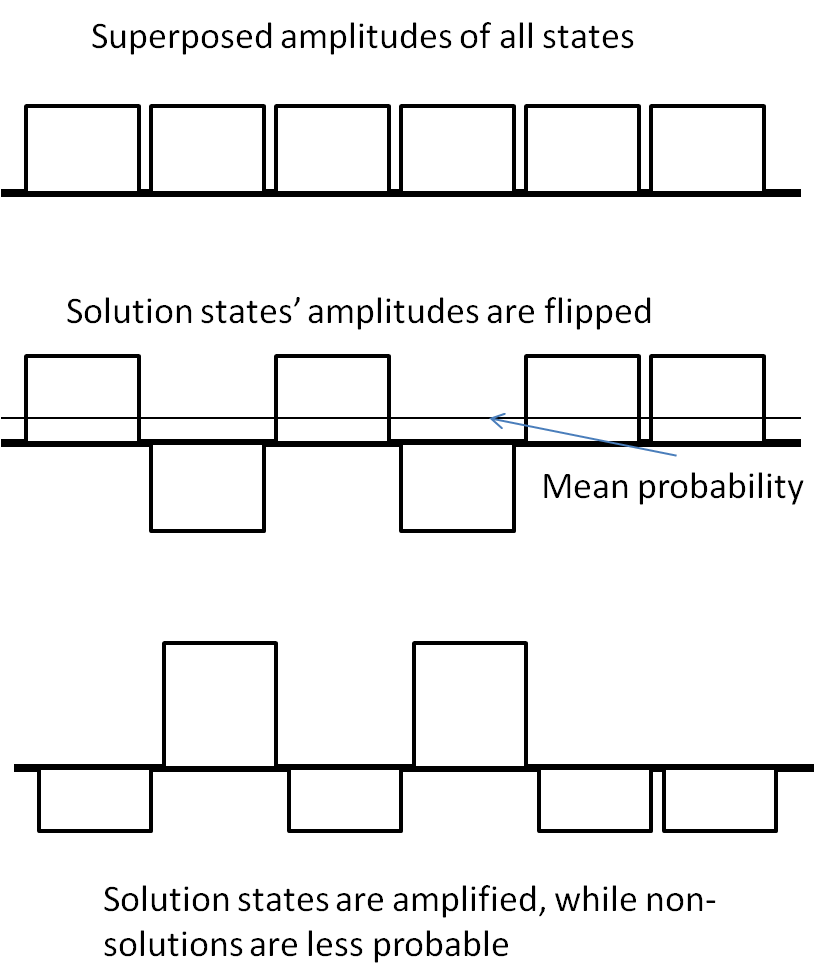 Superposed amplitudes of all states
Solution states’ amplitudes are flipped
Mean probability
Solution states are amplified, while non-
solutions are less probable